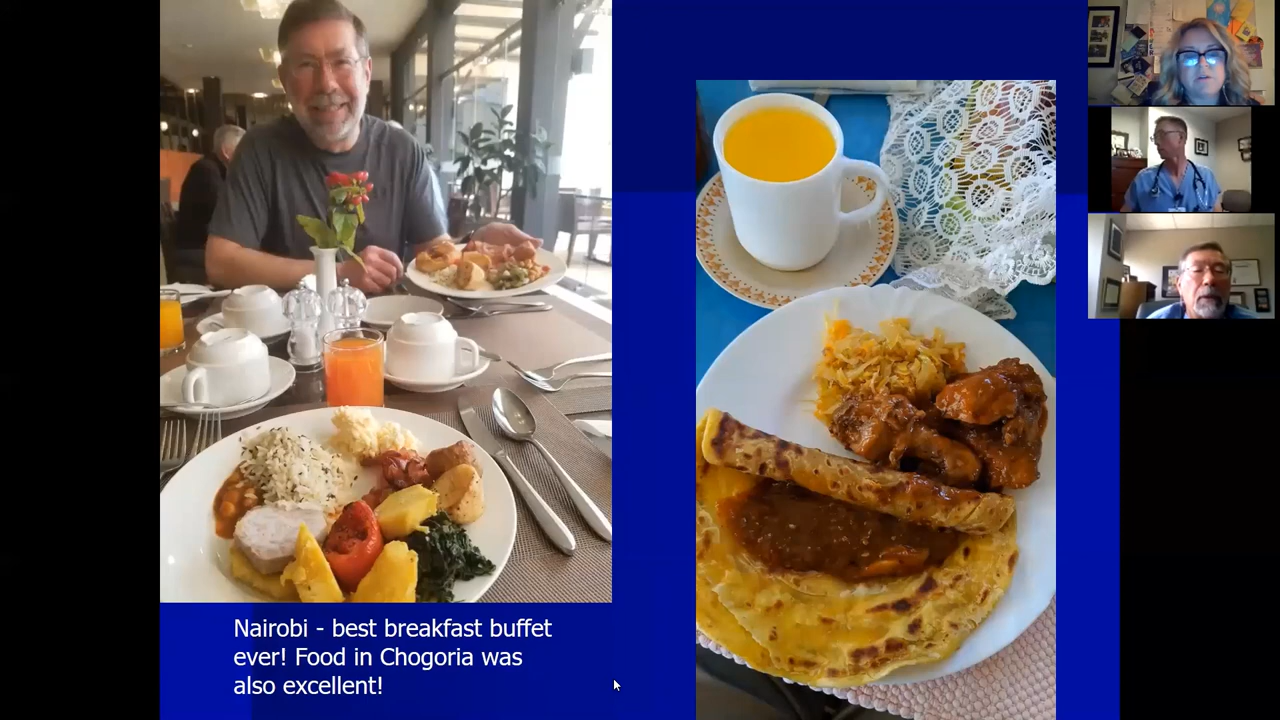 Nairobi - best breakfast buffet
ever! Food in Chogoria was
also excellent!